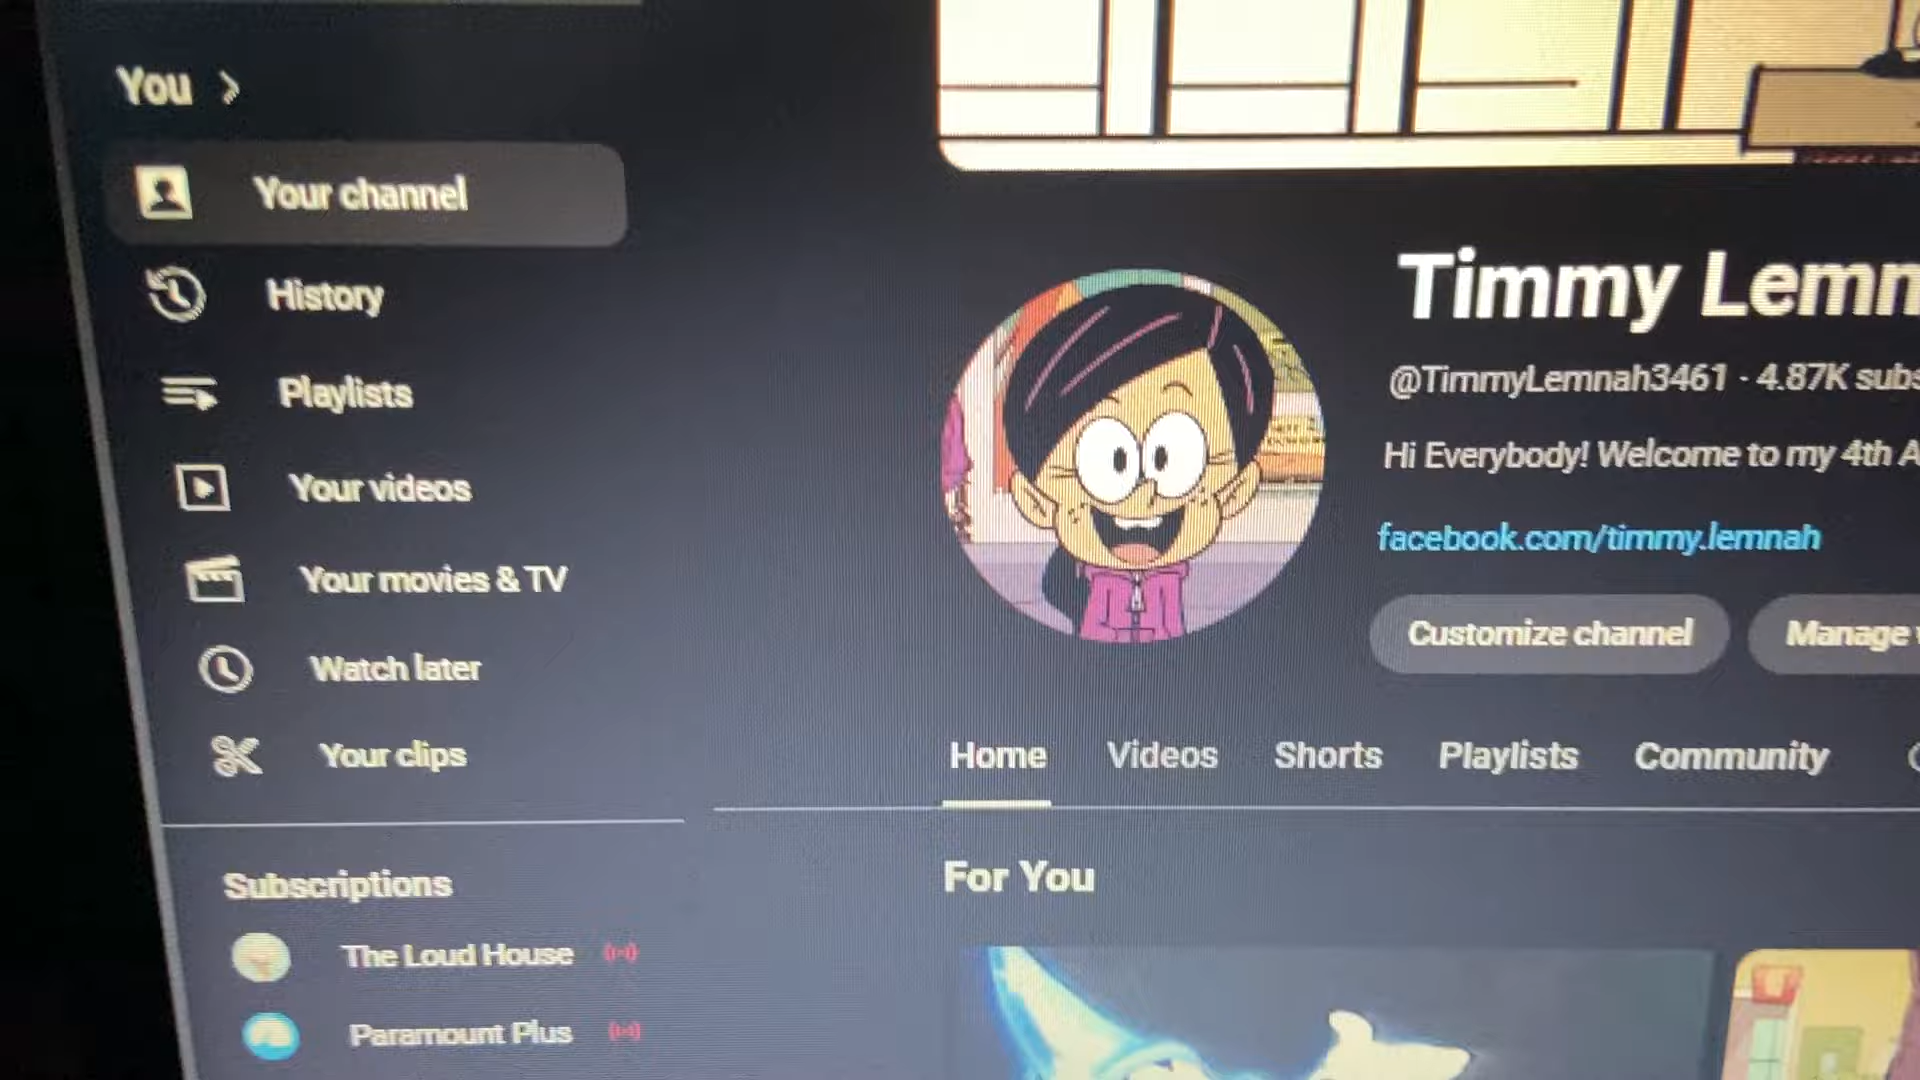 You
Your channel
History
Playlists
Your videos
Your movies & TV
Watch later
Your clips
Subscriptions
The Loud House
Paramount Plus
Timmy Lemn
@TimmyLemnah3461 · 4.87K subs
Hi Everybody! Welcome to my 4th A
facebook.com/timmy.lemnah
Customize channel
Manage
Home
Videos
Shorts
Playlists
Community
For You